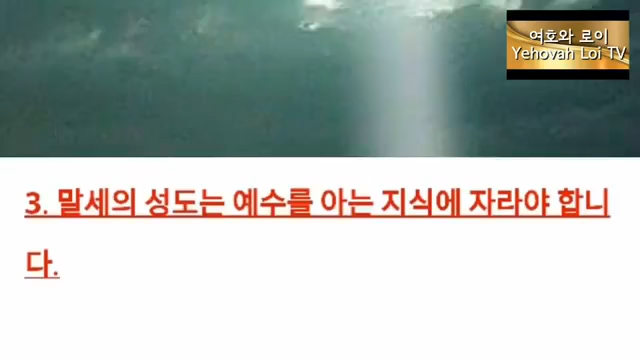 여호와 로이
Yehovah Loi TV
3. 말세의 성도는 예수를 아는 지식에 자라야 합니
다.